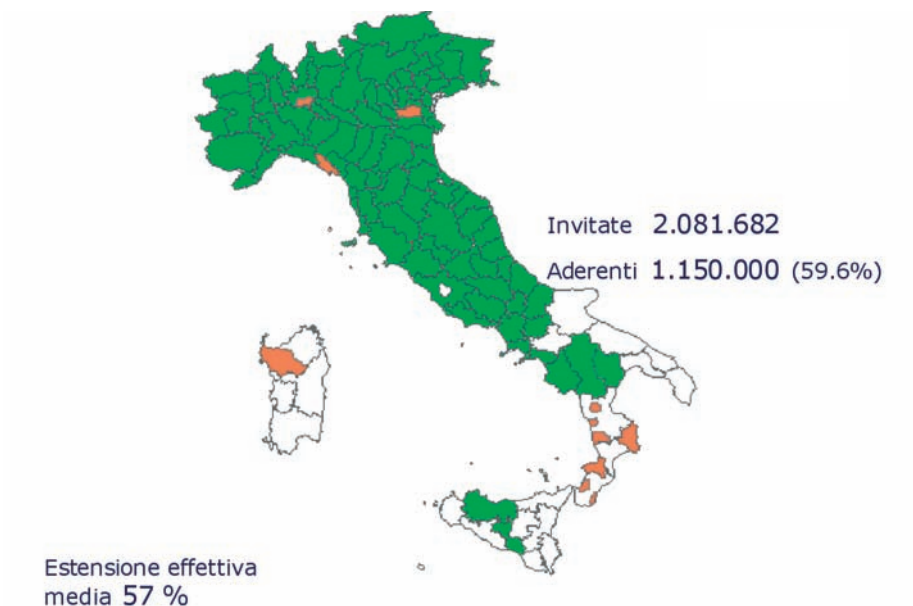 Invitate 2.081.682
Aderenti 1.150.000 (59.6%)
Estensione effettiva
media 57 %